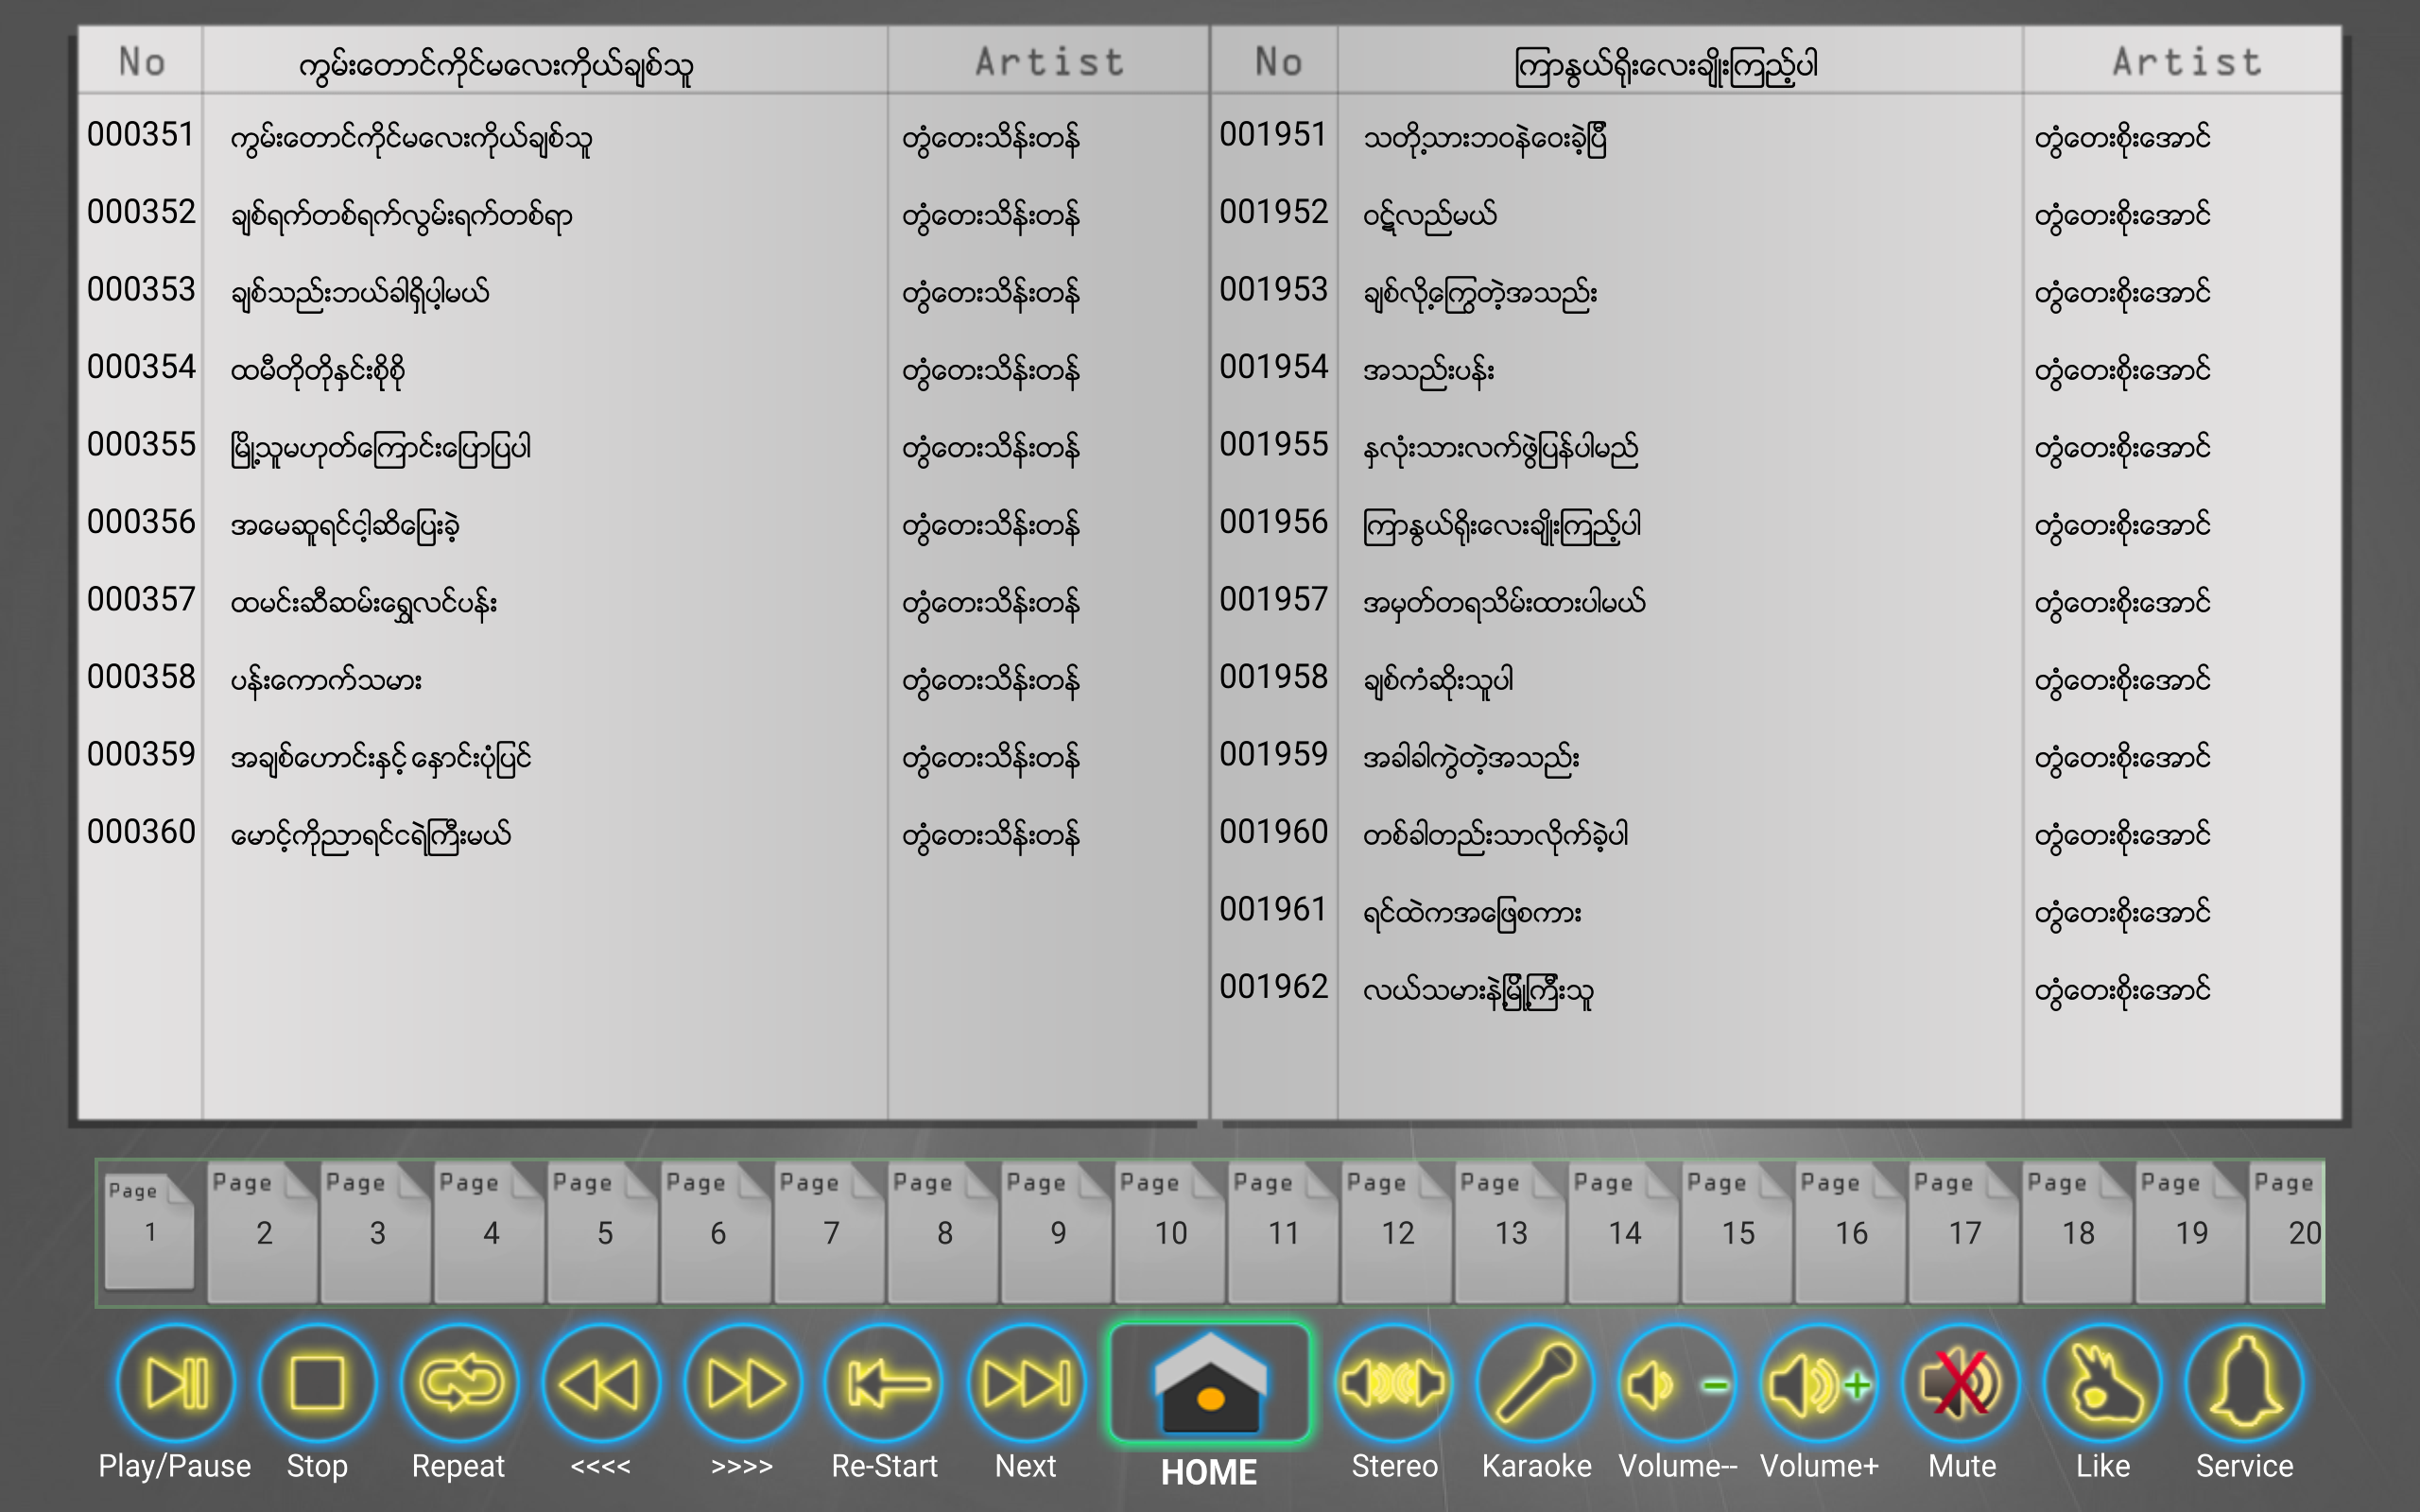 No ကွမ်းတောင်ကိုင်မလေးကိုယ်ချစ်သူ Artist
000351 ကွမ်းတောင်ကိုင်မလေးကိုယ်ချစ်သူ တွံတေးသိန်းတန်
000352 ချစ်ရက်တစ်ရက်လွမ်းရက်တစ်ရာ တွံတေးသိန်းတန်
000353 ချစ်သည်းဘယ်ခါရှိပါ့မယ် တွံတေးသိန်းတန်
000354 ထမီတိုတိုနှင်းစိုစို တွံတေးသိန်းတန်
000355 မြို့သူမဟုတ်ကြောင်းပြောပြပါ တွံတေးသိန်းတန်
000356 အမေဆူရင်ငါ့ဆိပြေးခဲ့ တွံတေးသိန်းတန်
000357 ထမင်းဆီဆမ်းရွှေလင်ပန်း တွံတေးသိန်းတန်
000358 ပန်းကောက်သမား တွံတေးသိန်းတန်
000359 အချစ်ဟောင်းနှင့် နှောင်းပုံပြင် တွံတေးသိန်းတန်
000360 မောင့်ကိုညာရင်ငရဲကြီးမယ် တွံတေးသိန်းတန်
No ကြာနွယ်ရိုးလေးချိုးကြည့်ပါ Artist
001951 သတို့သားဘဝနဲဝေးခဲ့ပြီ တွံတေးစိုးအောင်
001952 ဝဋ်လည်မယ် တွံတေးစိုးအောင်
001953 ချစ်လို့ကြွေတဲ့အသည်း တွံတေးစိုးအောင်
001954 အသည်းပန်း တွံတေးစိုးအောင်
001955 နှလုံးသားလက်ဖွဲပြန်ပါမည် တွံတေးစိုးအောင်
001956 ကြာနွယ်ရိုးလေးချိုးကြည့်ပါ တွံတေးစိုးအောင်
001957 အမှတ်တရသိမ်းထားပါမယ် တွံတေးစိုးအောင်
001958 ချစ်ကံဆိုးသူပါ တွံတေးစိုးအောင်
001959 အခါခါကွဲတဲ့အသည်း တွံတေးစိုးအောင်
001960 တစ်ခါတည်းသာလိုက်ခဲ့ပါ တွံတေးစိုးအောင်
001961 ရင်ထဲကအဖြေစကား တွံတေးစိုးအောင်
001962 လယ်သမားနဲ့မြို့ကြီးသူ တွံတေးစိုးအောင်
Page Page Page Page Page Page Page Page Page Page Page Page Page Page Page Page Page Page Page Page
1 2 3 4 5 6 7 8 9 10 11 12 13 14 15 16 17 18 19 20
Play/Pause Stop Repeat <<<< >>>> Re-Start Next HOME Stereo Karaoke Volume-- Volume+ Mute Like Service